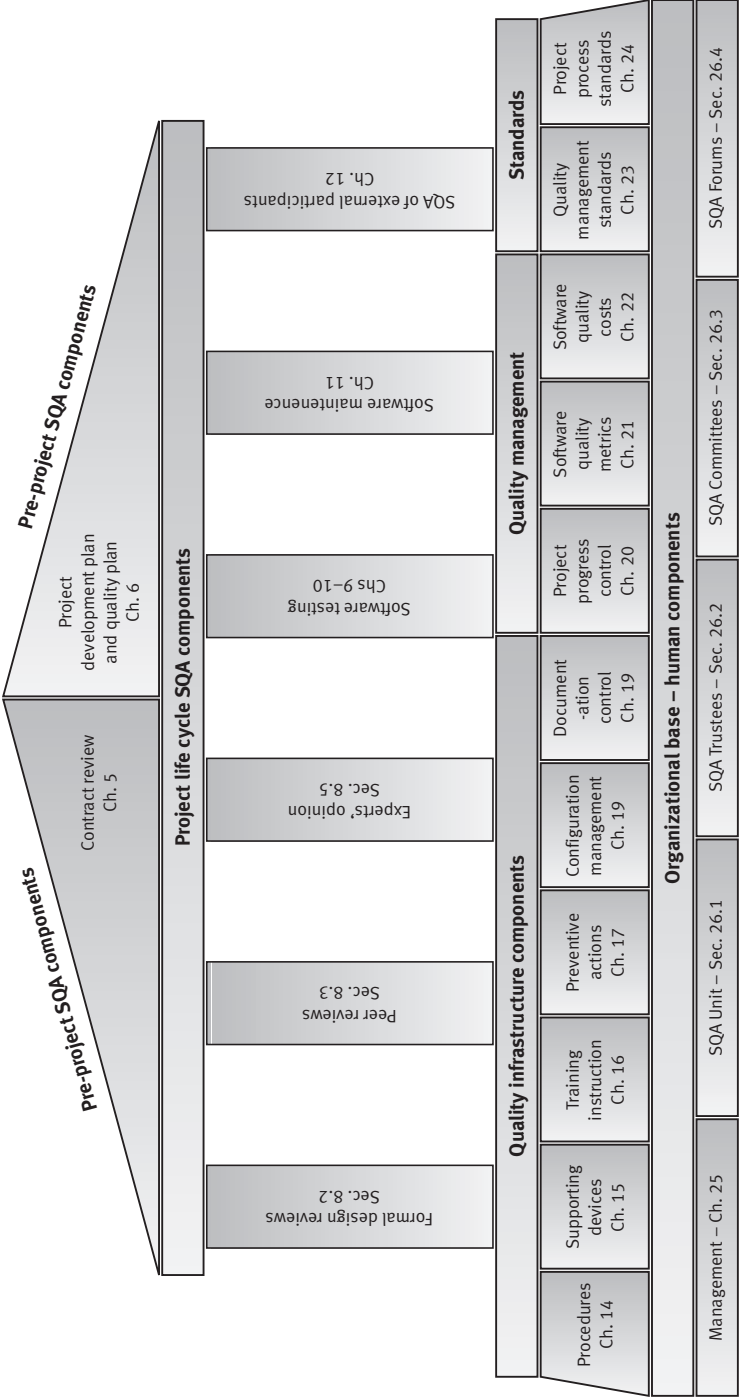 Pre-project SQA components
Pre-project SQA components
Contract review
Ch. 5
Project
development plan
and quality plan
Ch. 6
Project life cycle SQA components
Formal design reviews
Sec. 8.2
Peer reviews
Sec. 8.3
Experts' opinion
Sec. 8.5
Software testing
Chs 9–10
Software maintenence
Ch. 11
SQA of external participants
Ch. 12
Quality infrastructure components
Quality management
Standards
Procedures
Ch. 14
Supporting
devices
Ch. 15
Training
instruction
Ch. 16
Preventive
actions
Ch. 17
Configuration
management
Ch. 19
Document
-ation
control
Ch. 19
Project
progress
control
Ch. 20
Software
quality
metrics
Ch. 21
Software
quality
costs
Ch. 22
Quality
management
standards
Ch. 23
Project
process
standards
Ch. 24
Organizational base – human components
Management – Ch. 25
SQA Unit – Sec. 26.1
SQA Trustees – Sec. 26.2
SQA Committees – Sec. 26.3
SQA Forums – Sec. 26.4